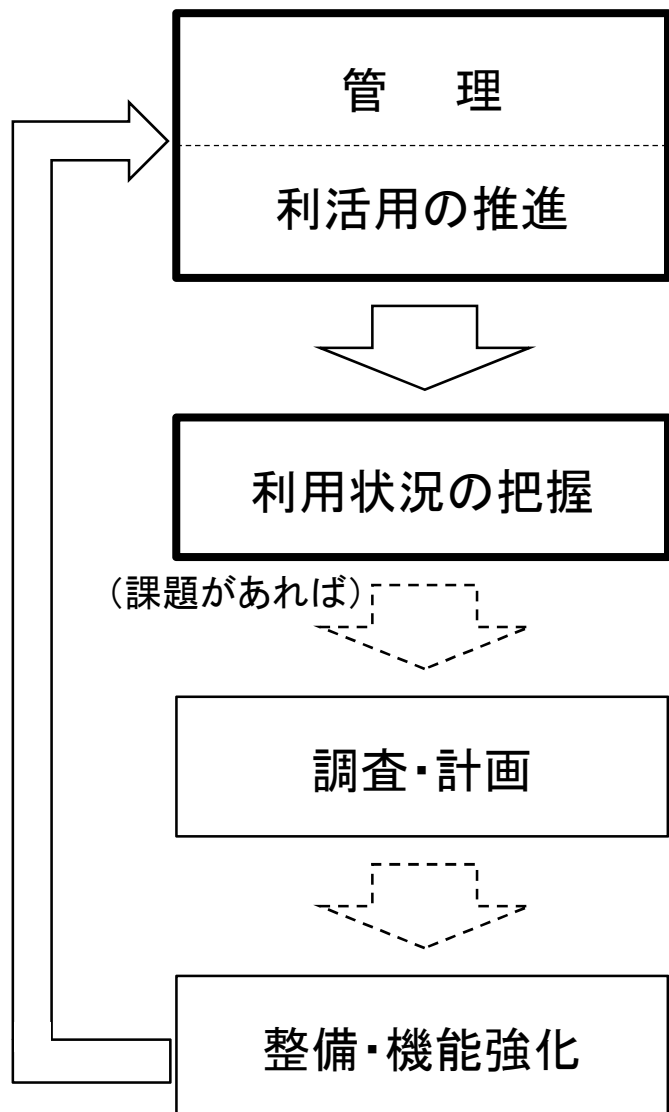 管　理
利活用の推進
利用状況の把握
（課題があれば）
調査・計画
整備・機能強化